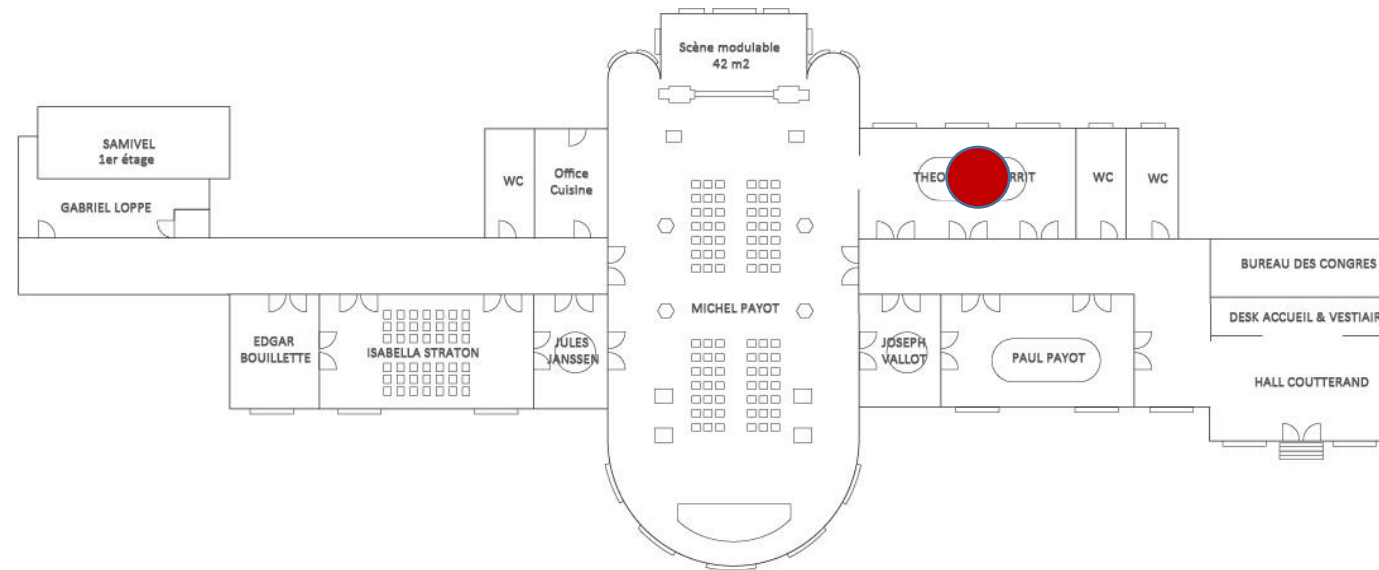 Scène modulable
42 m2
SAMIVEL
1er étage
GABRIEL LOPPE
WC
Office
Cuisine
WC
WC
BUREAU DES CONGRES
DESK ACCUEIL & VESTIAIR
HALL COUTTERAND
EDGAR
BOUILLETTE
ISABELLA STRATON
JULES
JANSSEN
MICHEL PAYOT
JOSEPH
VALLOT
PAUL PAYOT